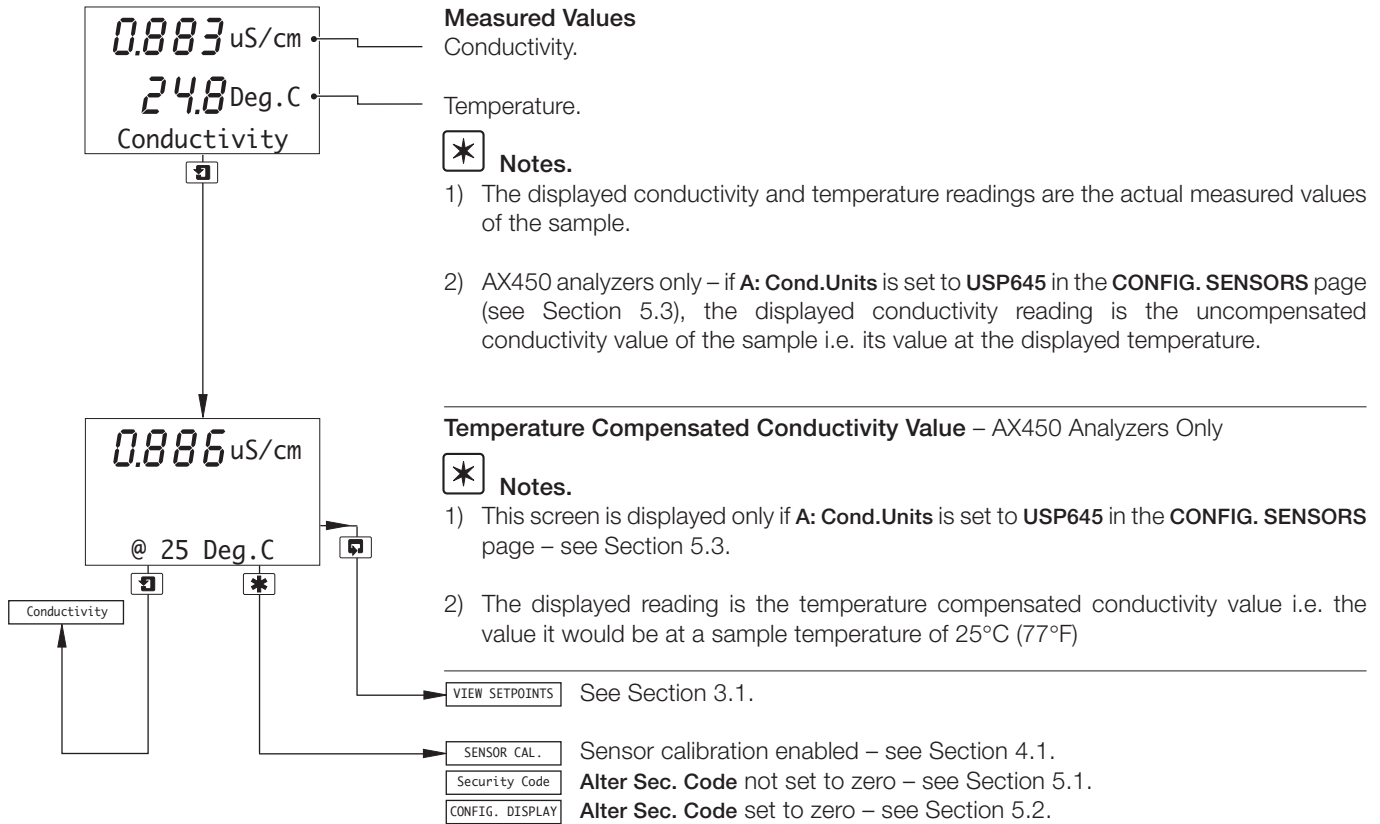 0.883 uS/cm
24.8 Deg.C
Conductivity
Measured Values
Conductivity.
Temperature.
Notes.
1) The displayed conductivity and temperature readings are the actual measured values
of the sample.
2) AX450 analyzers only – if A: Cond.Units is set to USP645 in the CONFIG. SENSORS page
(see Section 5.3), the displayed conductivity reading is the uncompensated
conductivity value of the sample i.e. its value at the displayed temperature.
0.886 uS/cm
@ 25 Deg.C
Conductivity
Temperature Compensated Conductivity Value – AX450 Analyzers Only
Notes.
1) This screen is displayed only if A: Cond.Units is set to USP645 in the CONFIG. SENSORS
page – see Section 5.3.
2) The displayed reading is the temperature compensated conductivity value i.e. the
value it would be at a sample temperature of 25°C (77°F)
VIEW SETPOINTS See Section 3.1.
SENSOR CAL. Sensor calibration enabled – see Section 4.1.
Security Code Alter Sec. Code not set to zero – see Section 5.1.
CONFIG. DISPLAY Alter Sec. Code set to zero – see Section 5.2.